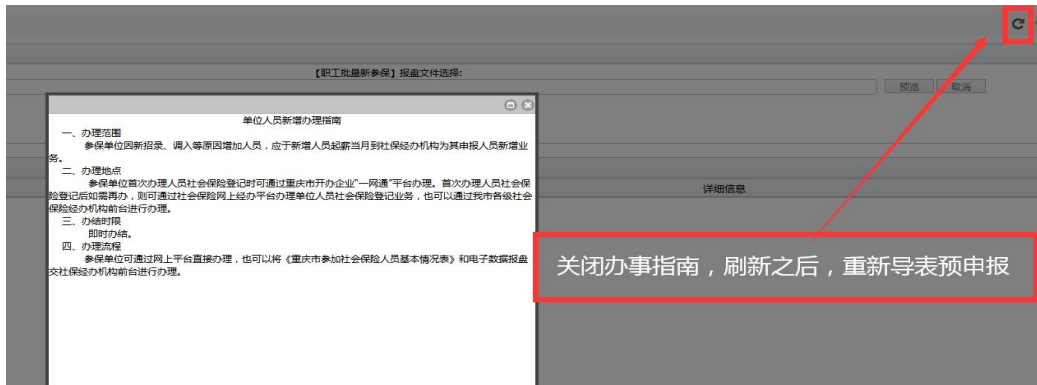 【职工批量新参保】报盘文件选择:
预览 取消
单位人员新增办理指南
一、办理范围
参保单位因新招录、调入等原因增加人员，应于新增人员起薪当月到社保经办机构为其申报人员新增业
务。
二、办理地点
参保单位首次办理人员社会保险登记时可通过重庆市开办企业"一网通"平台办理。首次办理人员社会保
险登记后如需再办，则可通过社会保险网上经办平台办理单位人员社会保险登记业务，也可以通过我市各级社会
保险经办机构前台进行办理。
三、办结时限
即时办结。
四、办理流程
参保单位可通过网上平台直接办理，也可以将《重庆市参加社会保险人员基本情况表》和电子数据报盘
交社保经办机构前台进行办理。
详细信息
关闭办事指南，刷新之后，重新导表预申报